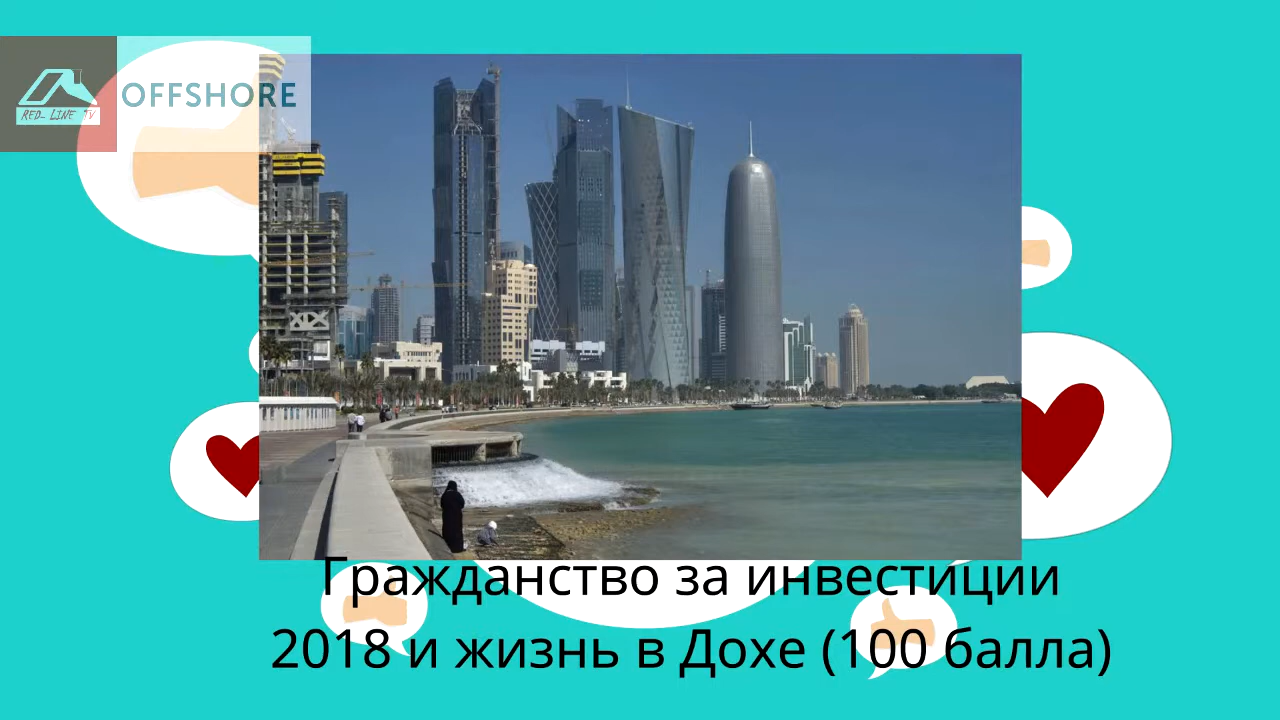 RED LINE TV
OFFSHORE
Гражданство за инвестиции
2018 и жизнь в Дохе (100 балла)